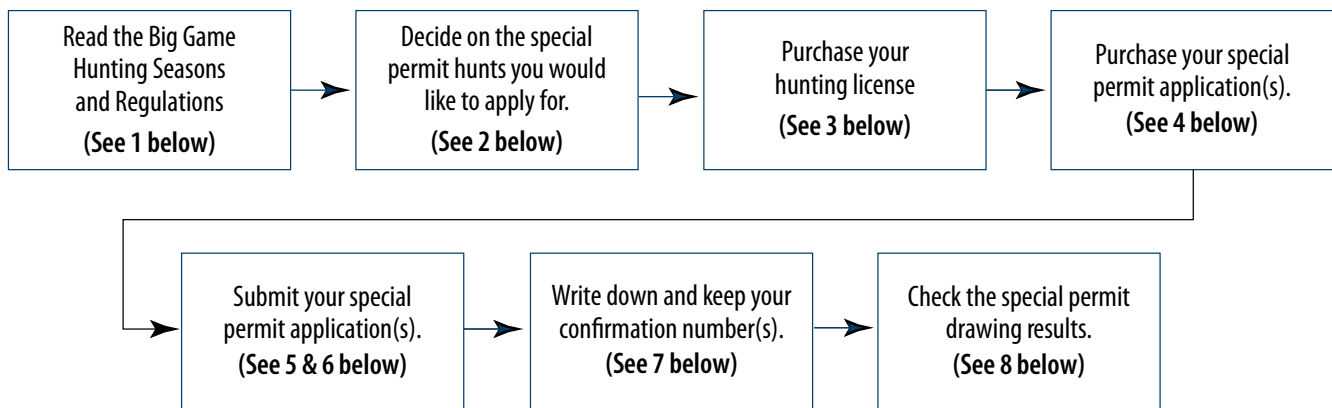 Read the Big Game
Hunting Seasons
and Regulations
(See 1 below)
Decide on the special
permit hunts you would
like to apply for.
(See 2 below)
Purchase your
hunting license
(See 3 below)
Purchase your special
permit application(s).
(See 4 below)
Submit your special
permit application(s).
(See 5 & 6 below)
Write down and keep your
confirmation number(s).
(See 7 below)
Check the special permit
drawing results.
(See 8 below)